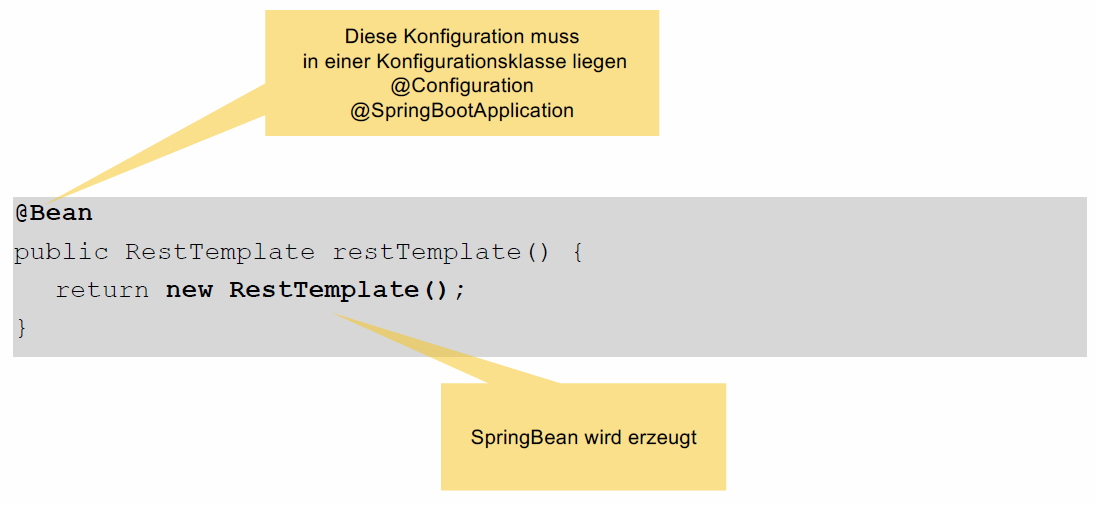 Diese Konfiguration muss
in einer Konfigurationsklasse liegen
@Configuration
@SpringBootApplication
@Bean
public RestTemplate restTemplate() {
return new RestTemplate();
}
SpringBean wird erzeugt